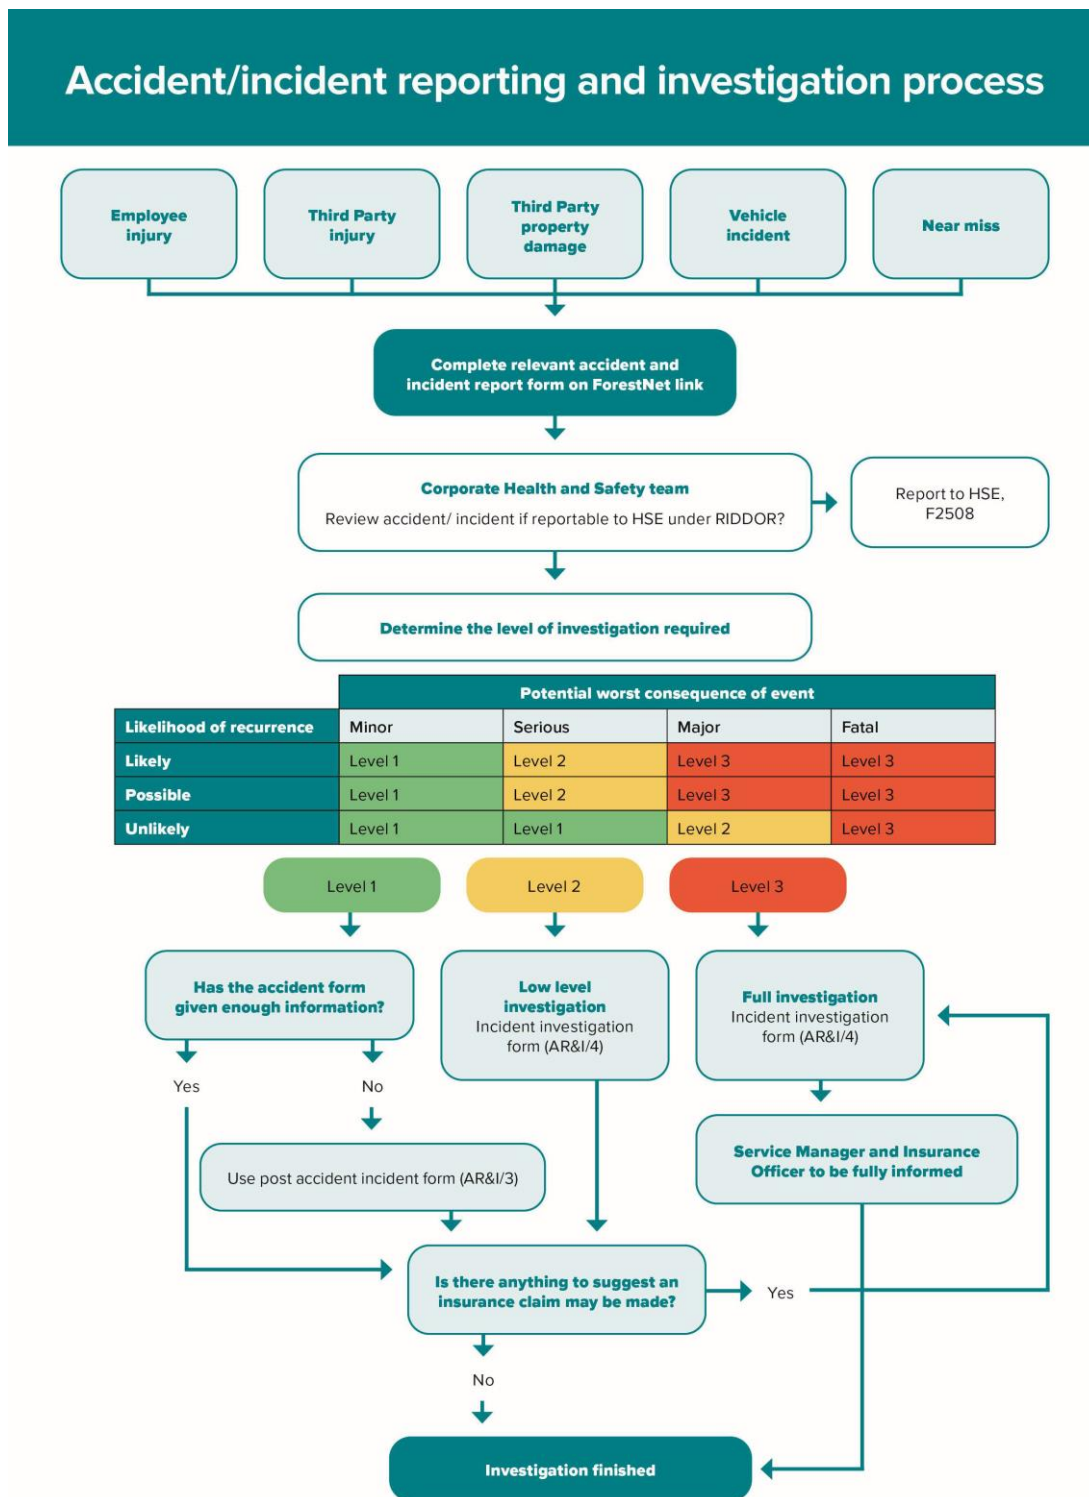 Accident/incident reporting and investigation process
Employee
injury
Third Party
injury
Third Party
property
damage
Vehicle
incident
Near miss
Complete relevant accident and
incident report form on ForestNet link
Corporate Health and Safety team
Review accident/ incident if reportable to HSE under RIDDOR?
Report to HSE,
F2508
Determine the level of investigation required
Potential worst consequence of event
Likelihood of recurrence Minor Serious Major Fatal
Likely Level 1 Level 2 Level 3 Level 3
Possible Level 1 Level 2 Level 3 Level 3
Unlikely Level 1 Level 1 Level 2 Level 3
Level 1
Level 2
Level 3
Has the accident form
given enough information?
Low level
investigation
Incident investigation
form (AR&I/4)
Full investigation
Incident investigation
form (AR&I/4)
Yes
No
Use post accident incident form (AR&I/3)
Service Manager and Insurance
Officer to be fully informed
Is there anything to suggest an
insurance claim may be made?
Yes
No
Investigation finished